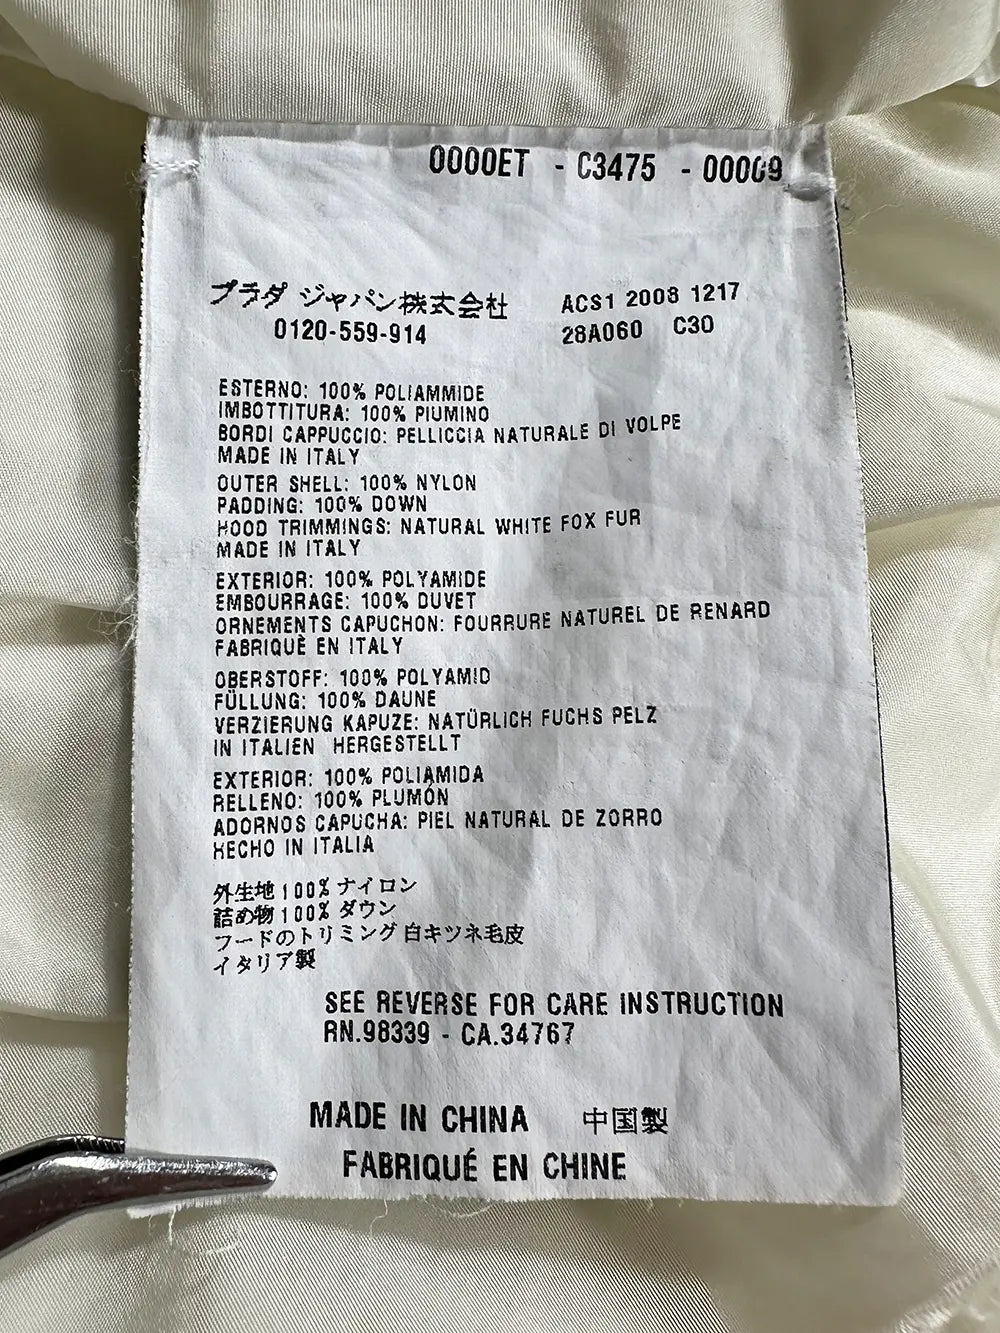 0000ET - C3475 - 00009
プラダ ジャパン株式会社
0120-559-914
ACS1 2008 1217
28A060 C30
ESTERNO: 100% POLIAMMIDE
IMBOTTITURA: 100% PIUMINO
BORDI CAPPUCCIO: PELLICCIA NATURALE DI VOLPE
MADE IN ITALY
OUTER SHELL: 100% NYLON
PADDING: 100% DOWN
HOOD TRIMMINGS: NATURAL WHITE FOX FUR
MADE IN ITALY
EXTERIOR: 100% POLYAMIDE
EMBOURRAGE: 100% DUVET
ORNEMENTS CAPUCHON: FOURRURE NATUREL DE RENARD
FABRIQUÈ EN ITALY
OBERSTOFF: 100% POLYAMID
FÜLLUNG: 100% DAUNE
VERZIERUNG KAPUZE: NATÜRLICH FUCHS PELZ
IN ITALIEN HERGESTELLT
EXTERIOR: 100% POLIAMIDA
RELLENO: 100% PLUMÓN
ADORNOS CAPUCHA: PIEL NATURAL DE ZORRO
HECHO IN ITALIA
外生地100%ナイロン
詰め物100%ダウン
フードのトリミング 白キツネ毛皮
イタリア製
SEE REVERSE FOR CARE INSTRUCTION
RN.98339 - CA.34767
MADE IN CHINA 中国製
FABRIQUÉ EN CHINE